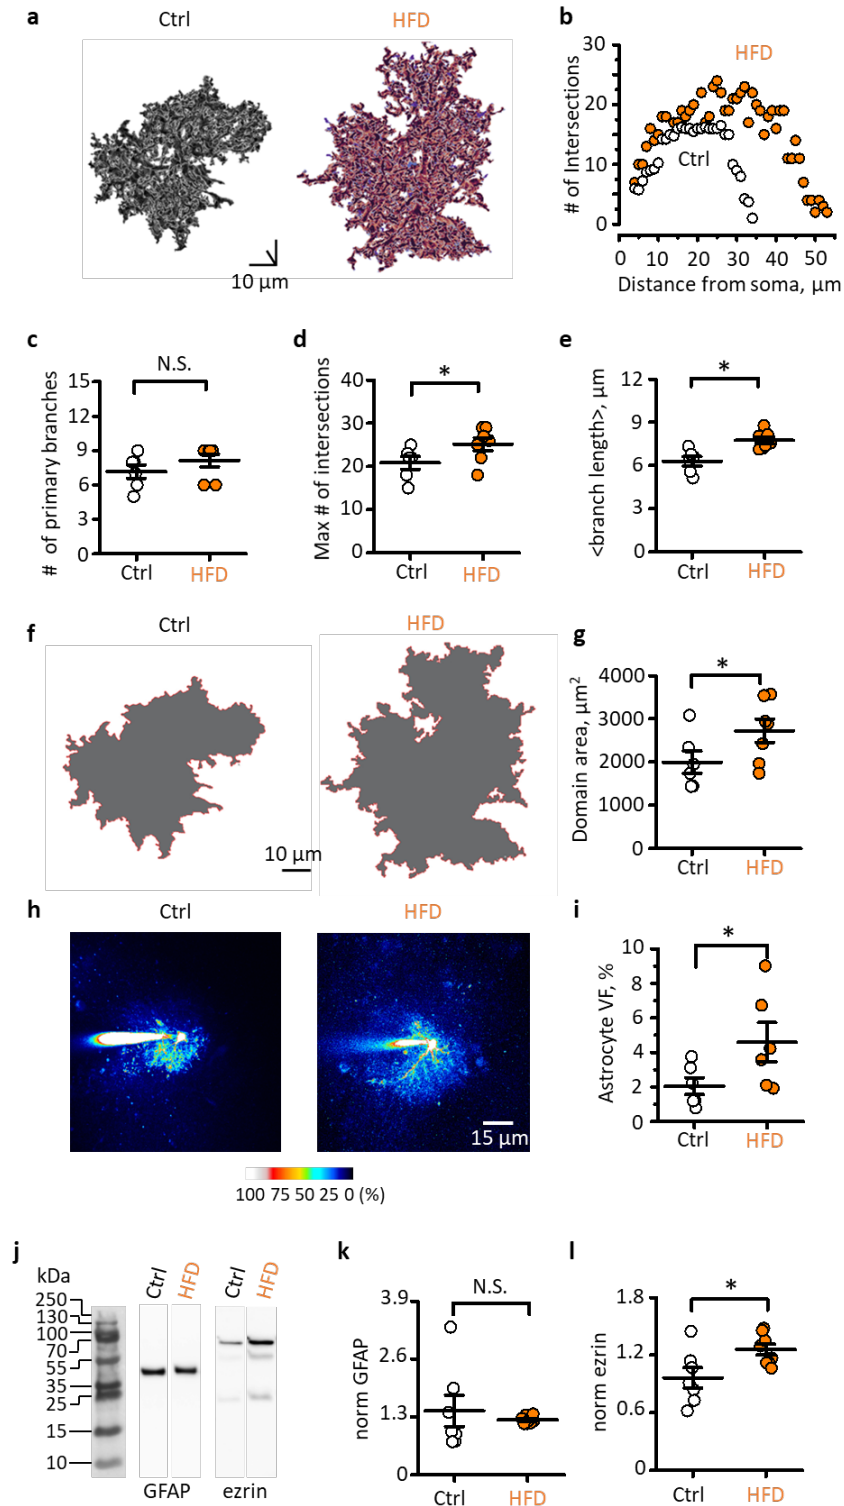 a
Ctrl
HFD
10 µm
b
30
20
10
0
# of Intersections
HFD
Ctrl
0 10 20 30 40 50
Distance from soma, µm
c
N.S.
15
12
9
6
3
0
# of primary branches
Ctrl HFD
d
*
40
30
20
10
0
Max # of intersections
Ctrl HFD
e
*
12
9
6
3
0
<branch length>, µm
Ctrl HFD
f
Ctrl
HFD
10 µm
g
*
4000
3000
2000
1000
0
Domain area, µm²
Ctrl HFD
h
Ctrl
HFD
15 µm
100 75 50 25 0 (%)
i
*
10
8
6
4
2
0
Astrocyte VF, %
Ctrl HFD
j
kDa
Ctrl HFD Ctrl HFD
250
130
100
70
55
35
25
15
10
GFAP ezrin
k
N.S.
3.9
2.6
1.3
0
norm GFAP
Ctrl HFD
l
*
1.8
1.2
0.6
0
norm ezrin
Ctrl HFD